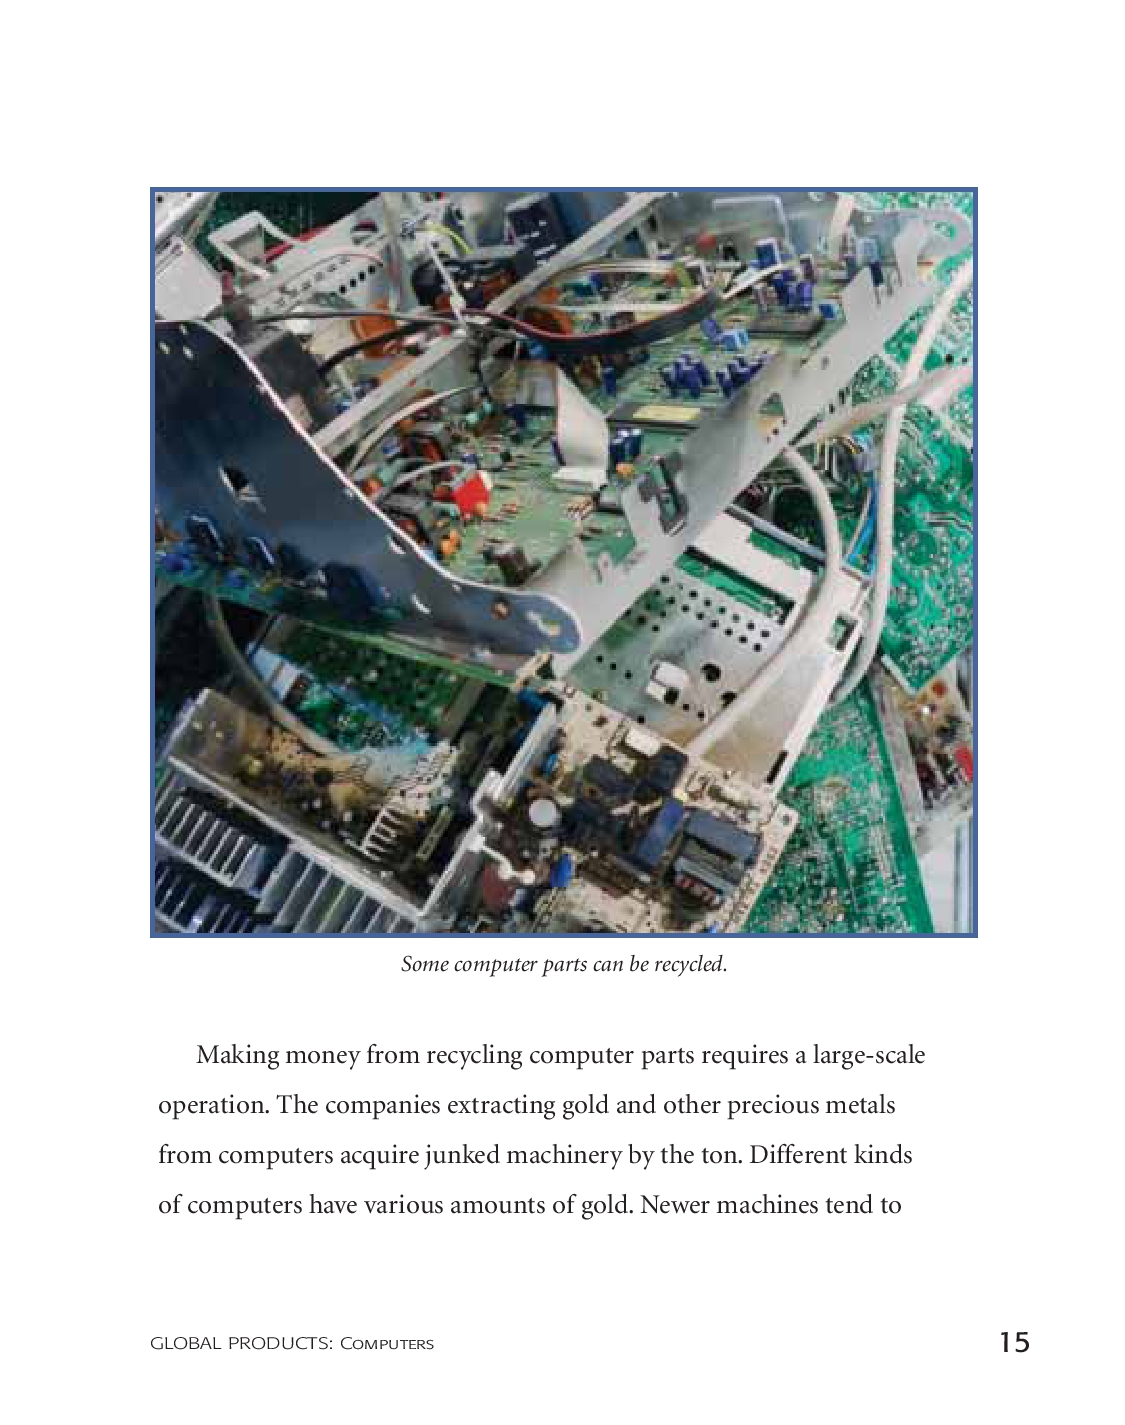 Some computer parts can be recycled.
Making money from recycling computer parts requires a large-scale
operation. The companies extracting gold and other precious metals
from computers acquire junked machinery by the ton. Different kinds
of computers have various amounts of gold. Newer machines tend to
GLOBAL PRODUCTS: COMPUTERS 15